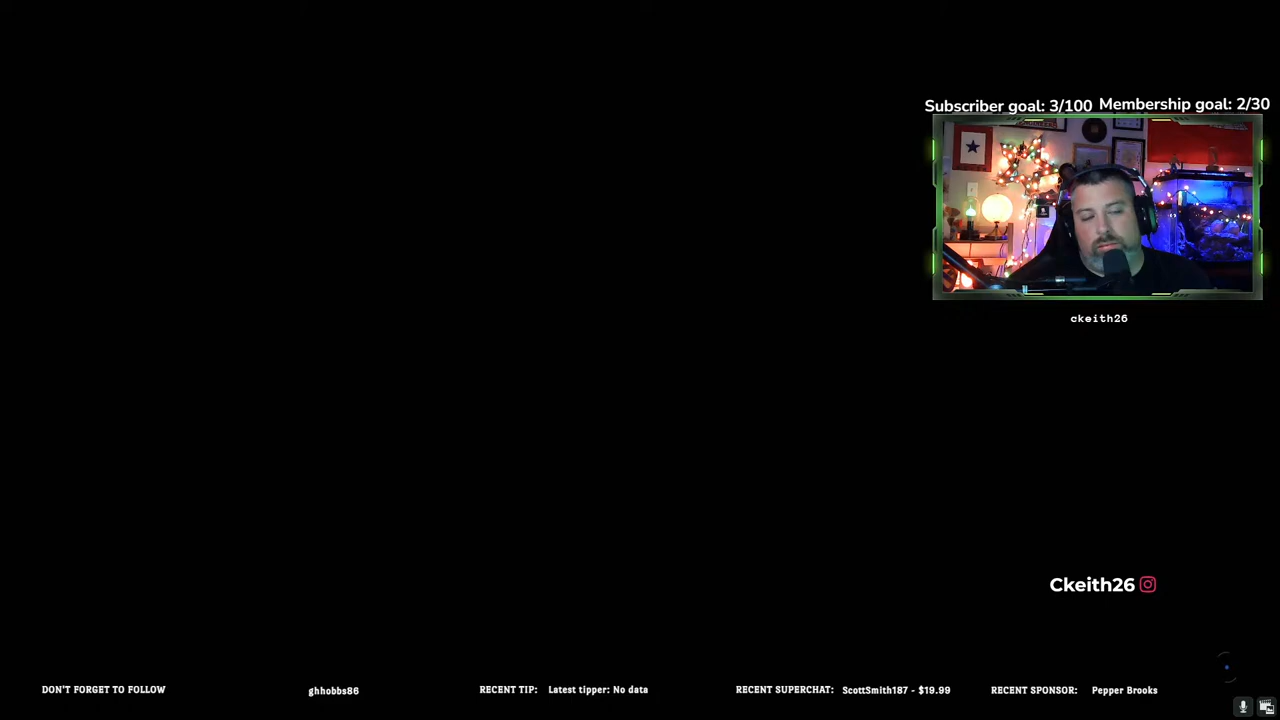 Subscriber goal: 3/100 Membership goal: 2/30
ckeith26
Ckeith26
DON'T FORGET TO FOLLOW ghhobbs86 RECENT TIP: Latest tipper: No data RECENT SUPERCHAT: ScottSmith187 - $19.99 RECENT SPONSOR: Pepper Brooks